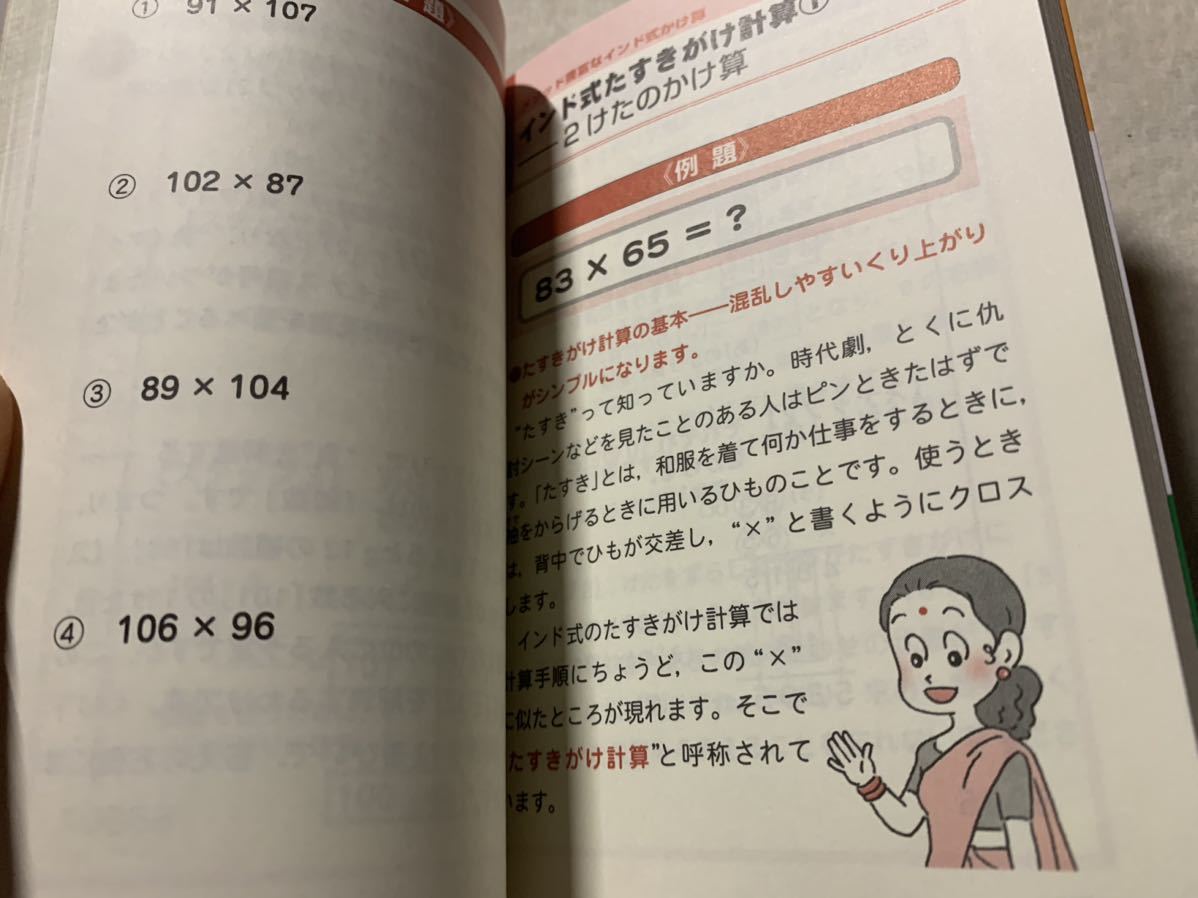 題》
① 91 × 107
② 102 × 87
③ 89 × 104
④ 106 × 96
なインド式かけ算
インド式たすきがけ計算①
——2けたのかけ算
《例 題》
83 × 65 = ?
●たすきがけ計算の基本——混乱しやすいくり上がり
がシンプルになります。
“たすき”って知っていますか。時代劇，とくに仇
討シーンなどを見たことのある人はピンときたはずで
す。「たすき」とは，和服を着て何か仕事をするときに，
袖をからげるときに用いるひものことです。使うとき
は，背中でひもが交差し，“×”と書くようにクロス
します。
インド式のたすきがけ計算では
計算手順にちょうど，この“×”
に似たところが現れます。そこで
たすきがけ計算”と呼称されて
います。